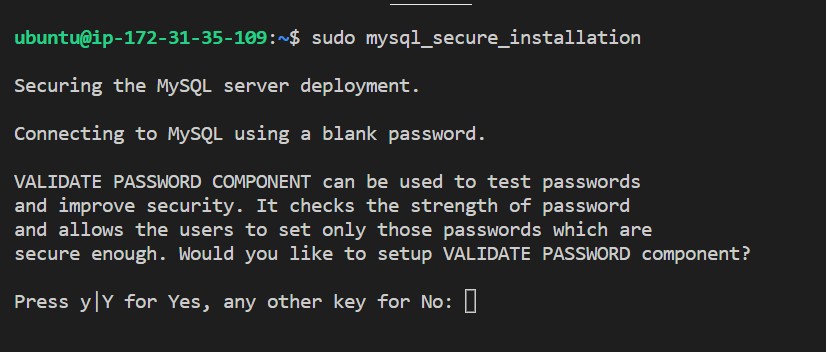 ubuntu@ip-172-31-35-109:~$ sudo mysql_secure_installation
Securing the MySQL server deployment.
Connecting to MySQL using a blank password.
VALIDATE PASSWORD COMPONENT can be used to test passwords
and improve security. It checks the strength of password
and allows the users to set only those passwords which are
secure enough. Would you like to setup VALIDATE PASSWORD component?
Press y|Y for Yes, any other key for No: